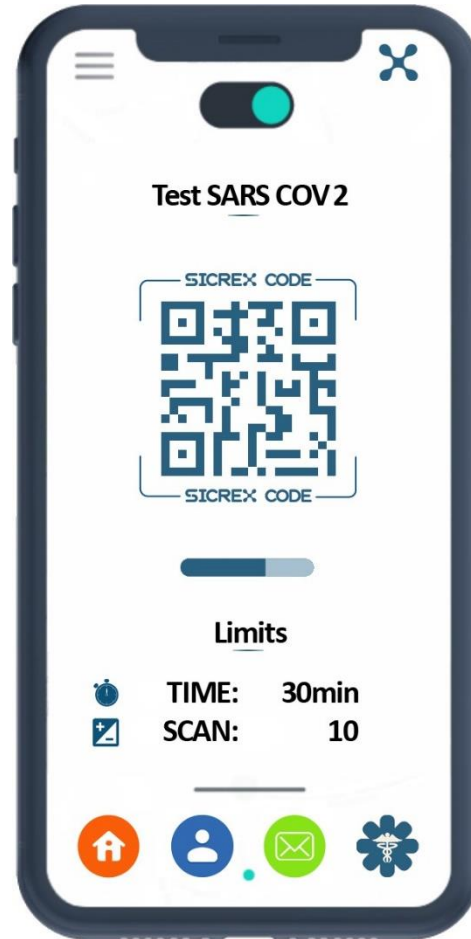 Test SARS COV 2
SICREX CODE
SICREX CODE
Limits
TIME: 30min
SCAN: 10